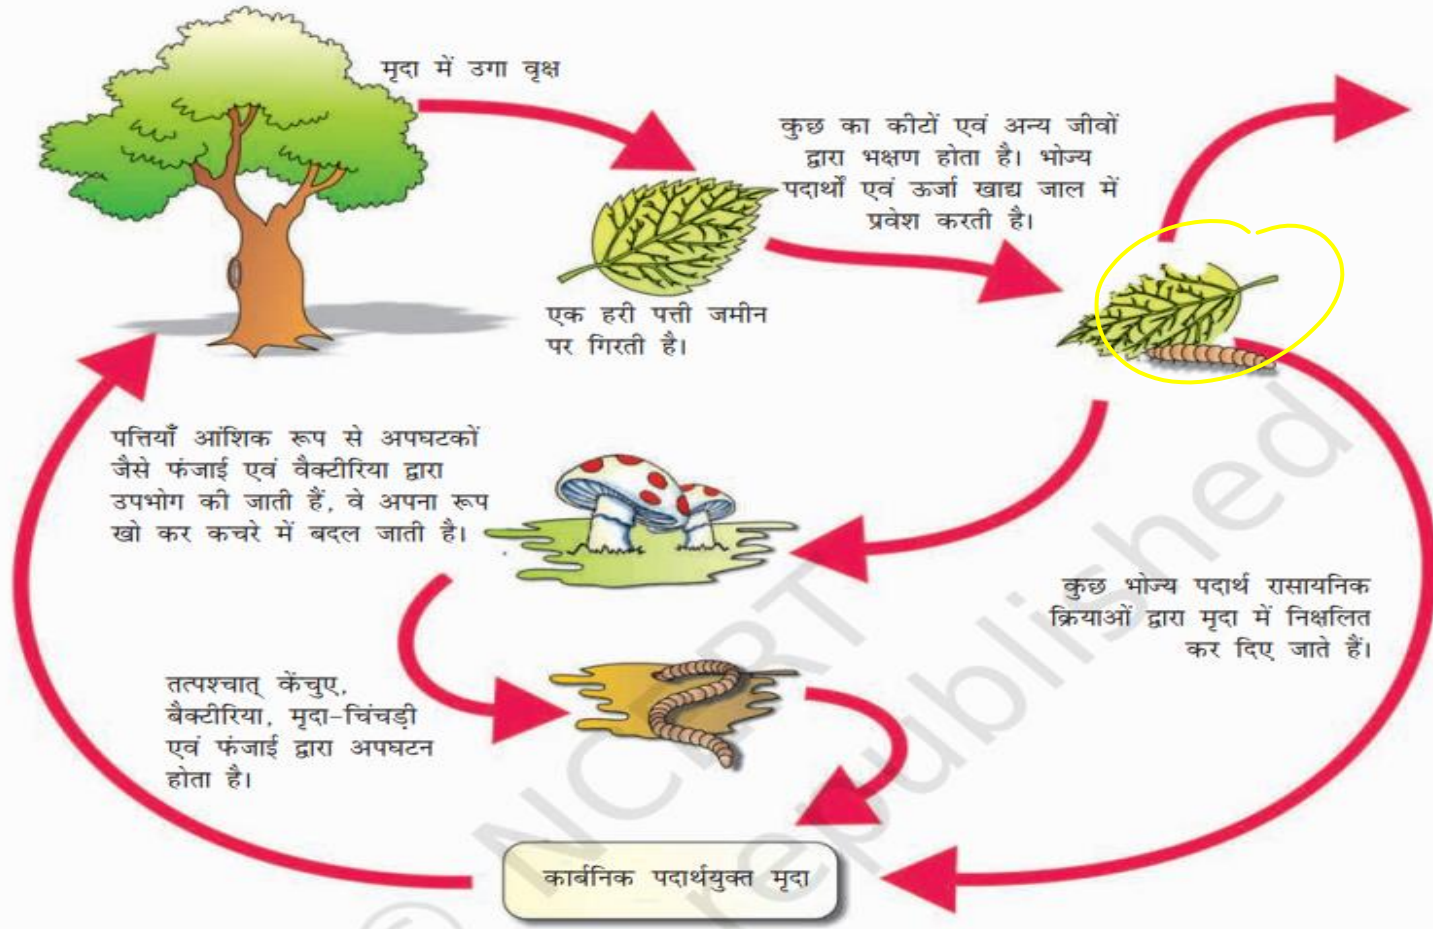 मृदा में उगा वृक्ष
कुछ का कीटों एवं अन्य जीवों
द्वारा भक्षण होता है। भोज्य
पदार्थों एवं ऊर्जा खाद्य जाल में
प्रवेश करती है।
एक हरी पत्ती जमीन
पर गिरती है।
पत्तियाँ आंशिक रूप से अपघटकों
जैसे फंजाई एवं वैक्टीरिया द्वारा
उपभोग की जाती हैं, वे अपना रूप
खो कर कचरे में बदल जाती है।
कुछ भोज्य पदार्थ रासायनिक
क्रियाओं द्वारा मृदा में निक्षलित
कर दिए जाते हैं।
तत्पश्चात् केंचुए,
बैक्टीरिया, मृदा-चिंचड़ी
एवं फंजाई द्वारा अपघटन
होता है।
कार्बनिक पदार्थयुक्त मृदा
© NCERT
republished